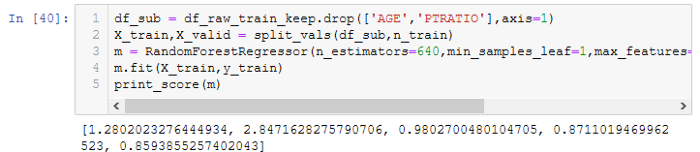 In [40]:
1 df_sub = df_raw_train_keep.drop(['AGE','PTRATIO'],axis=1)
2 X_train,X_valid = split_vals(df_sub,n_train)
3 m = RandomForestRegressor(n_estimators=640,min_samples_leaf=1,max_features=
4 m.fit(X_train,y_train)
5 print_score(m)
[1.2802023276444934, 2.8471628275790706, 0.9802700480104705, 0.8711019469962
523, 0.8593855257402043]